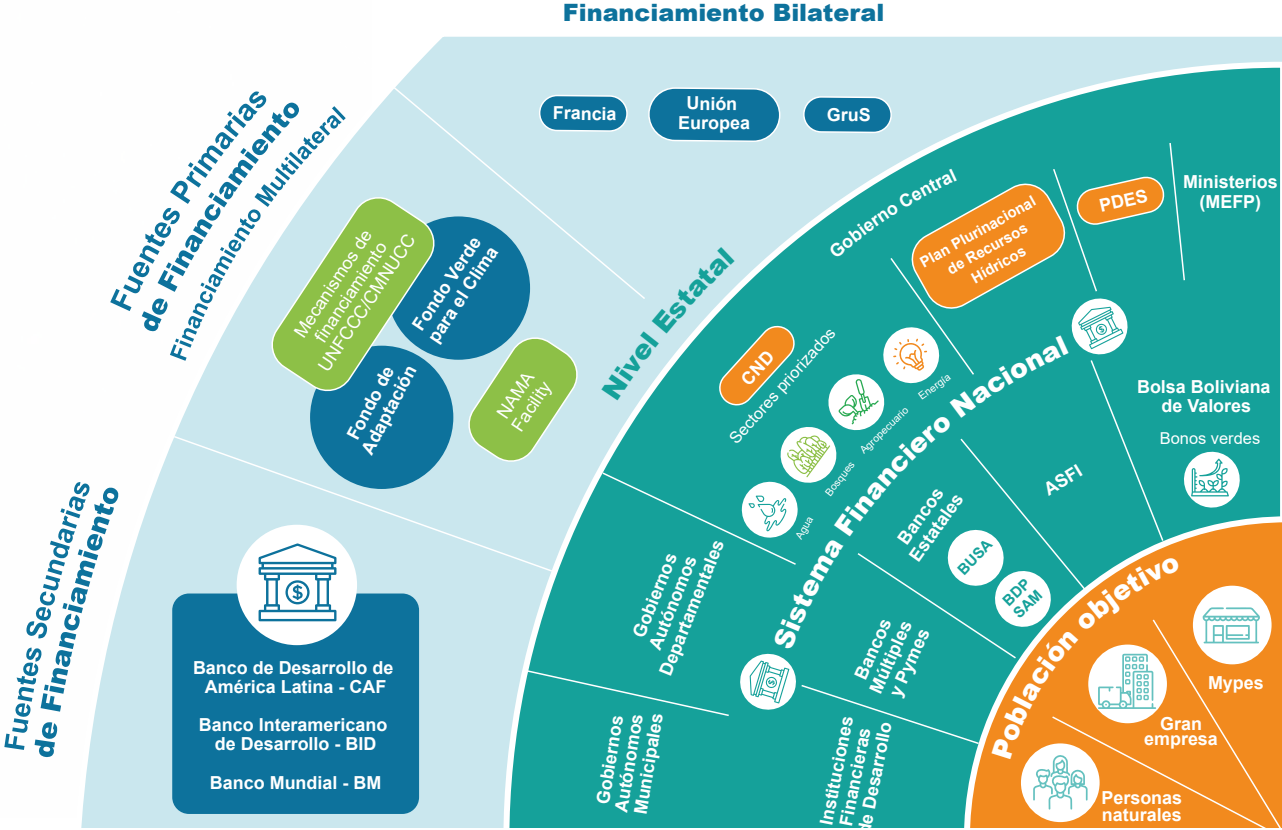 Financiamiento Bilateral
Francia
Unión
Europea
GruS
Fuentes Primarias
de Financiamiento
Financiamiento Multilateral
Mecanismos de
financiamiento
UNFCCC/CMNUCC
Fondo Verde
para el Clima
Fondo de
Adaptación
NAMA
Facility
Fuentes Secundarias
de Financiamiento
$
Banco de Desarrollo de
América Latina - CAF
Banco Interamericano
de Desarrollo - BID
Banco Mundial - BM
Nivel Estatal
Gobierno Central
Plan Plurinacional
de Recursos
Hídricos
PDES
Ministerios
(MEFP)
CND
Sectores priorizados
Agua
Bosques
Agropecuario
Energía
Gobiernos
Autónomos
Departamentales
Gobiernos
Autónomos
Municipales
Sistema Financiero Nacional
$
$
Bolsa Boliviana
de Valores
Bonos verdes
ASFI
Bancos
Estatales
BUSA
BDP
SAM
Bancos
Múltiples
y Pymes
Instituciones
Financieras
de Desarrollo
Población objetivo
Mypes
Gran
empresa
Personas
naturales